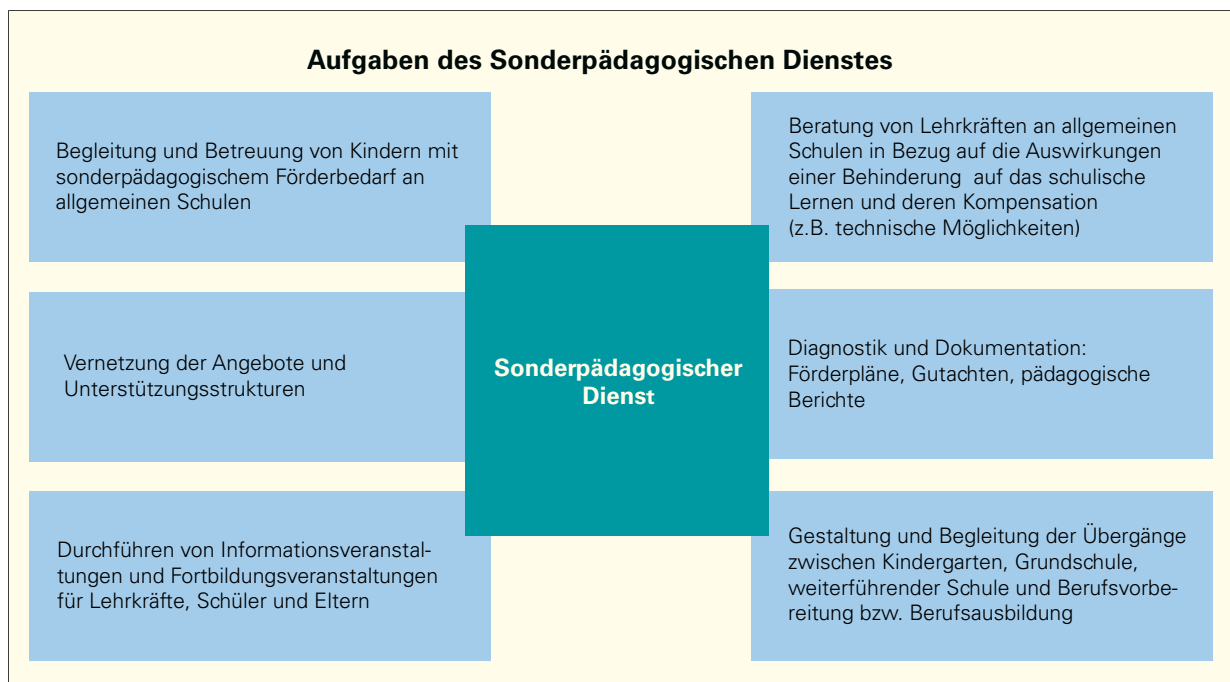 Aufgaben des Sonderpädagogischen Dienstes
Begleitung und Betreuung von Kindern mit
sonderpädagogischem Förderbedarf an
allgemeinen Schulen
Beratung von Lehrkräften an allgemeinen
Schulen in Bezug auf die Auswirkungen
einer Behinderung auf das schulische
Lernen und deren Kompensation
(z.B. technische Möglichkeiten)
Vernetzung der Angebote und
Unterstützungsstrukturen
Sonderpädagogischer
Dienst
Diagnostik und Dokumentation:
Förderpläne, Gutachten, pädagogische
Berichte
Durchführen von Informationsveranstal-
tungen und Fortbildungsveranstaltungen
für Lehrkräfte, Schüler und Eltern
Gestaltung und Begleitung der Übergänge
zwischen Kindergarten, Grundschule,
weiterführender Schule und Berufsvorbe-
reitung bzw. Berufsausbildung